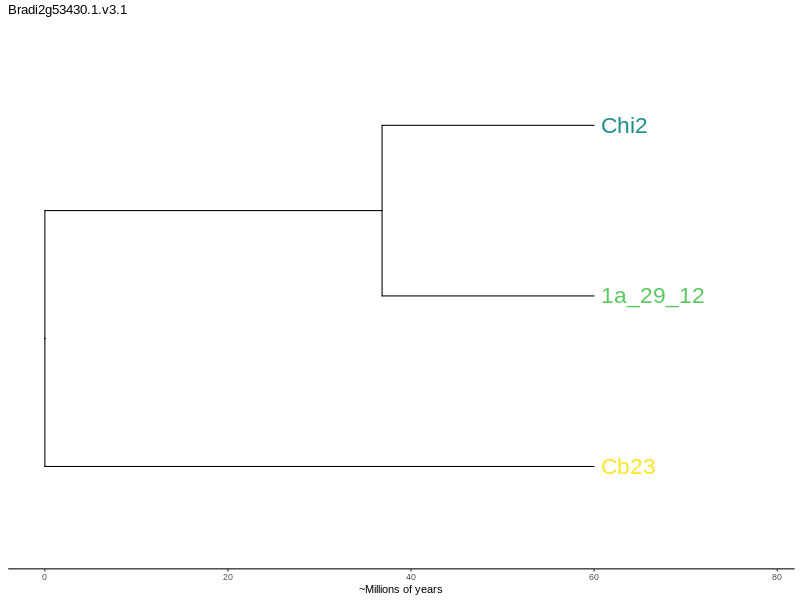 Bradi2g53430.1.v3.1
Chi2
1a_29_12
Cb23
0 20 40 60 80
~Millions of years